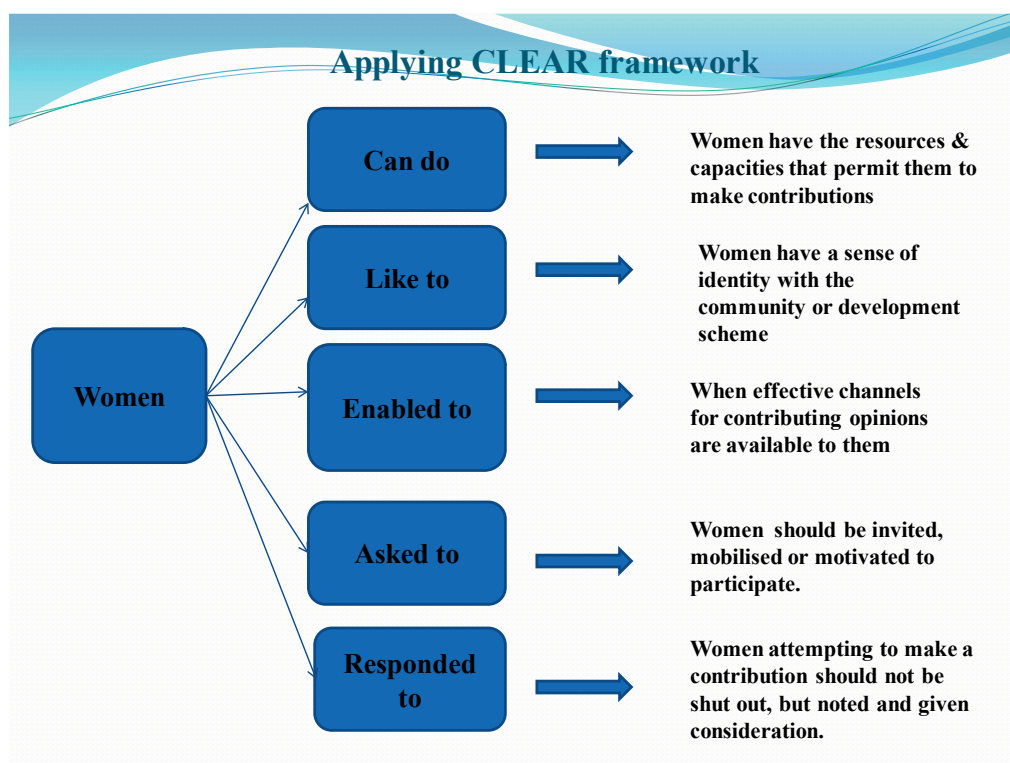 Applying CLEAR framework
Women
Can do
Women have the resources &
capacities that permit them to
make contributions
Like to
Women have a sense of
identity with the
community or development
scheme
Enabled to
When effective channels
for contributing opinions
are available to them
Asked to
Women should be invited,
mobilised or motivated to
participate.
Responded
to
Women attempting to make a
contribution should not be
shut out, but noted and given
consideration.